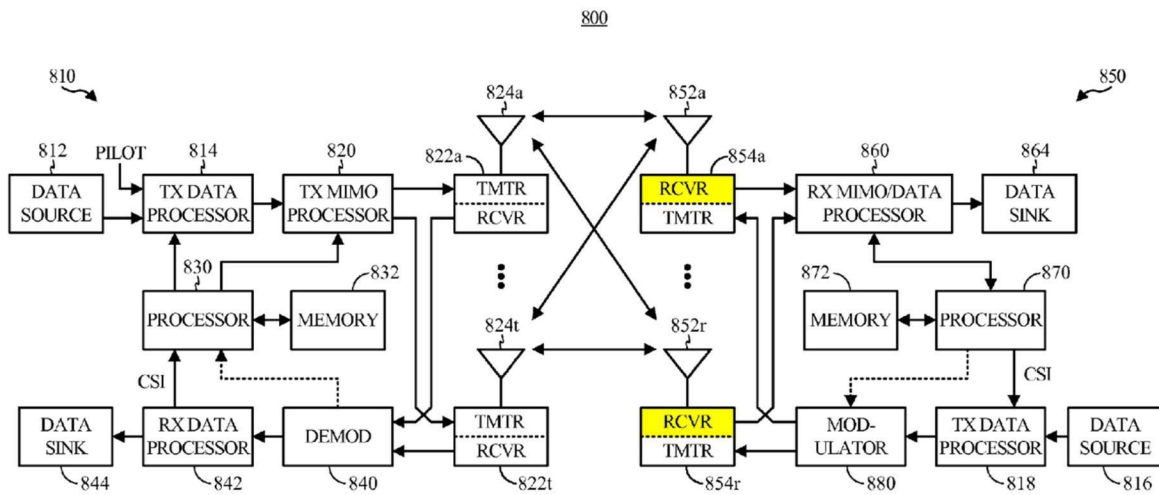 800
810
850
824a
852a
812
PILOT
814
820
822a
854a
860
864
DATA
SOURCE
TX DATA
PROCESSOR
TX MIMO
PROCESSOR
TMTR
RCVR
RCVR
TMTR
RX MIMO/DATA
PROCESSOR
DATA
SINK
830
832
872
870
PROCESSOR
MEMORY
MEMORY
PROCESSOR
824t
852r
CSI
CSI
DATA
SINK
RX DATA
PROCESSOR
DEMOD
TMTR
RCVR
RCVR
TMTR
MOD-
ULATOR
TX DATA
PROCESSOR
DATA
SOURCE
844
842
840
822t
854r
880
818
816